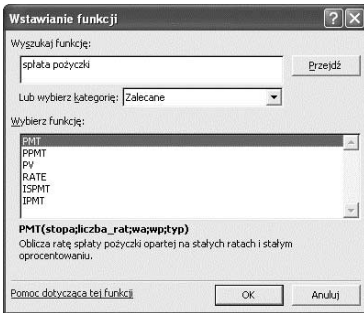 Wstawianie funkcji
Wyszukaj funkcję:
spłata pożyczki
Przejdź
Lub wybierz kategorię: Zalecane
Wybierz funkcję:
PMT
PPMT
PV
RATE
ISPMT
IPMT
PMT(stopa;liczba_rat;wa;wp;typ)
Oblicza ratę spłaty pożyczki opartej na stałych ratach i stałym
oprocentowaniu.
Pomoc dotycząca tej funkcji
OK
Anuluj